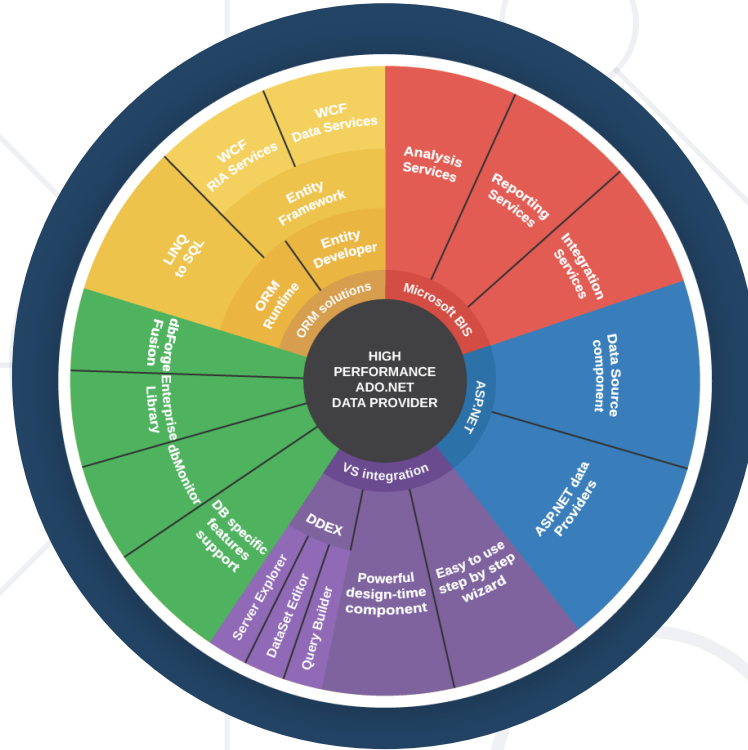 HIGH
PERFORMANCE
ADO.NET
DATA PROVIDER
Microsoft BIS
Analysis
Services
Reporting
Services
Integration
Services
ASP.NET
Data Source
component
ASP.NET data
Providers
VS integration
Easy to use
step by step
wizard
Powerful
design-time
component
DDEX
Query Builder
DataSet Editor
Server Explorer
DB specific
features
support
dbMonitor
Enterprise
Library
dbForge
Fusion
ORM solutions
ORM
Runtime
Entity
Developer
LINQ
to SQL
Entity
Framework
WCF
RIA Services
WCF
Data Services